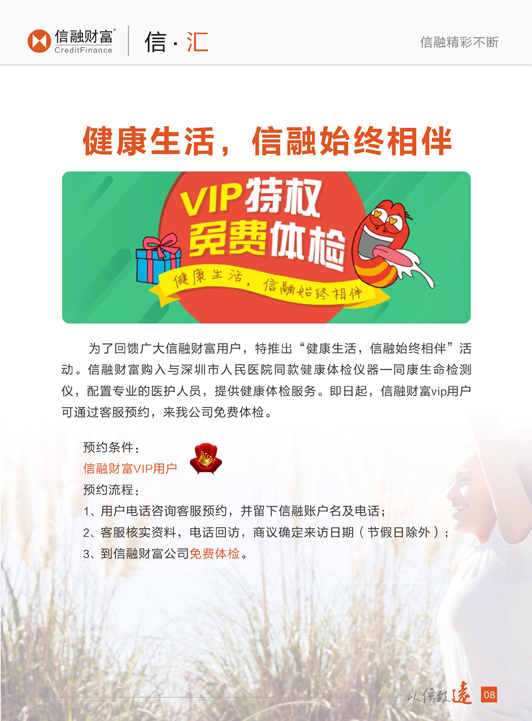 信融财富®
CreditFinance
信·汇
信融精彩不断
健康生活，信融始终相伴
VIP特权
免费体检
健康生活，信融始终相伴
为了回馈广大信融财富用户，特推出“健康生活，信融始终相伴”活
动。信融财富购入与深圳市人民医院同款健康体检仪器—同康生命检测
仪，配置专业的医护人员，提供健康体检服务。即日起，信融财富vip用户
可通过客服预约，来我公司免费体检。
预约条件：
信融财富VIP用户
预约流程：
1、用户电话咨询客服预约，并留下信融账户名及电话；
2、客服核实资料，电话回访，商议确定来访日期（节假日除外）；
3、到信融财富公司免费体检。
以信致遠
08